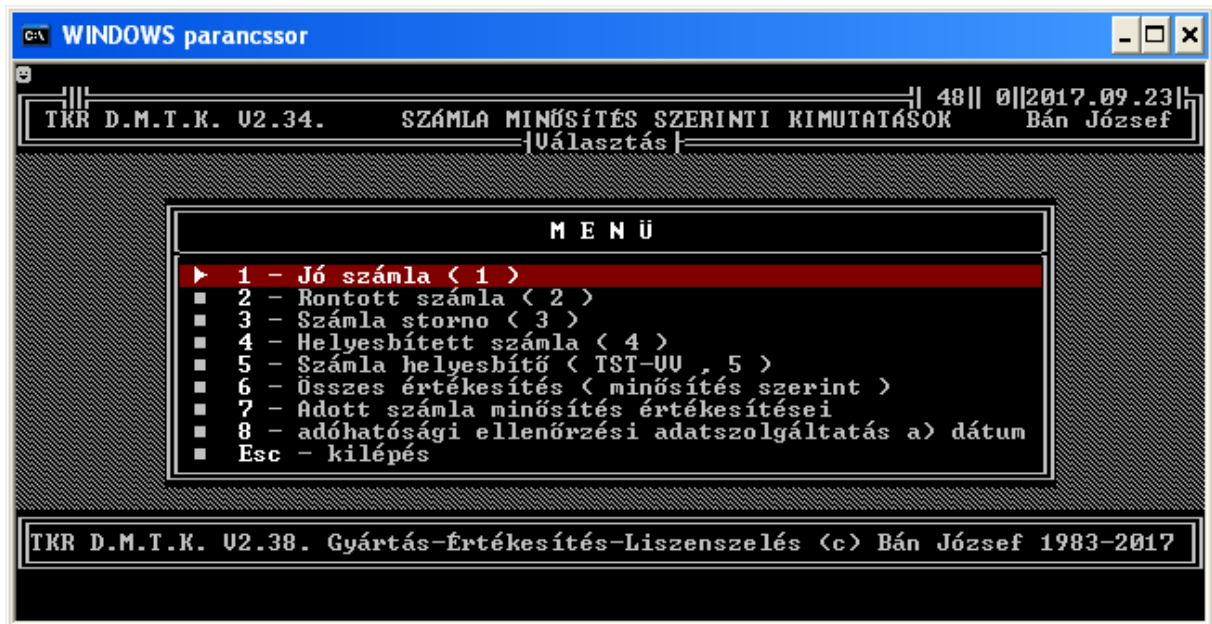 WINDOWS parancssor
48 0 2017.09.23
TKR D.M.T.K. V2.34. SZÁMLA MINŐSíTÉS SZERINTI KIMUTATÁSOK Bán József
Választás
M E N Ü
1 - Jó számla ( 1 )
2 - Rontott számla ( 2 )
3 - Számla storno ( 3 )
4 - Helyesbített számla ( 4 )
5 - Számla helyesbítő ( TST-VV , 5 )
6 - Összes értékesítés ( minősítés szerint )
7 - Adott számla minősítés értékesítései
8 - adóhatósági ellenőrzési adatszolgáltatás a) dátum
Esc - kilépés
TKR D.M.T.K. V2.38. Gyártás-Értékesítés-Liszenszelés (c) Bán József 1983-2017